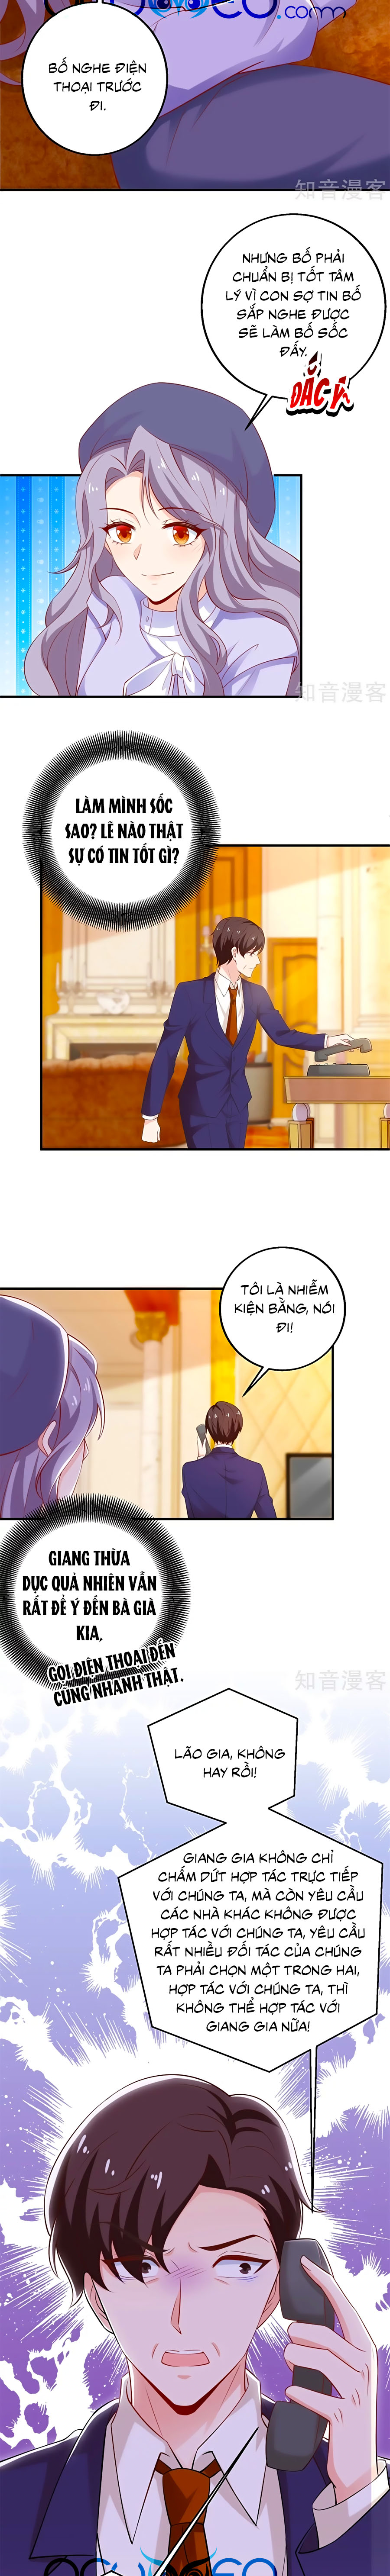 BỐ NGHE ĐIỆN
THOẠI TRƯỚC
ĐI.
知音漫客
NHƯNG BỐ PHẢI
CHUẨN BỊ TỐT TÂM
LÝ VÌ CON SỢ TIN BỐ
SẮP NGHE ĐƯỢC
SẼ LÀM BỐ SỐC
ĐẤY.
ĐẮC Ý
知音漫客
LÀM MÌNH SỐC
SAO? LẼ NÀO THẬT
SỰ CÓ TIN TỐT GÌ?
TÔI LÀ NHIỄM
KIỆN BẰNG, NÓI
ĐI!
GIANG THỪA
DỤC QUẢ NHIÊN VẪN
RẤT ĐỂ Ý ĐẾN BÀ GIÀ
KIA,
GỌI ĐIỆN THOẠI ĐẾN
CŨNG NHANH THẬT.
知音漫客
LÃO GIA, KHÔNG
HAY RỒI!
GIANG GIA KHÔNG CHỈ
CHẤM DỨT HỢP TÁC TRỰC TIẾP
VỚI CHÚNG TA, MÀ CÒN YÊU CẦU
CÁC NHÀ KHÁC KHÔNG ĐƯỢC
HỢP TÁC VỚI CHÚNG TA, YÊU CẦU
RẤT NHIỀU ĐỐI TÁC CỦA CHÚNG
TA PHẢI CHỌN MỘT TRONG HAI,
HỢP TÁC VỚI CHÚNG TA, THÌ
KHÔNG THỂ HỢP TÁC VỚI
GIANG GIA NỮA!
知音漫客